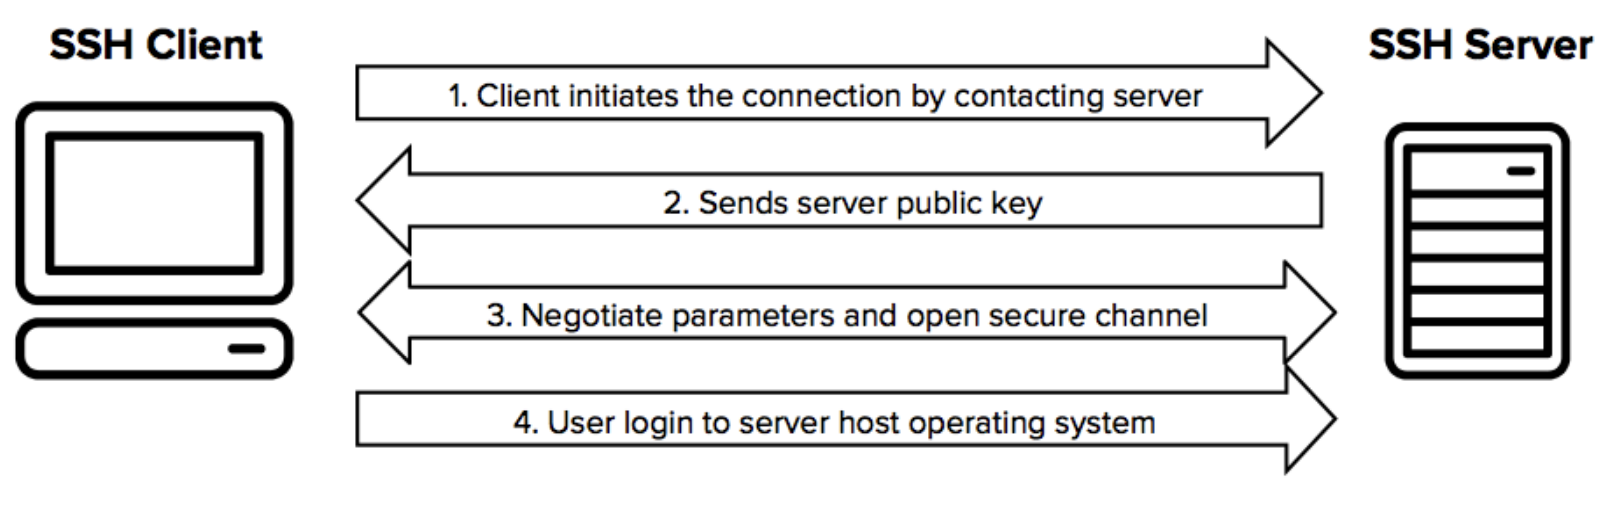 SSH Client
SSH Server
1. Client initiates the connection by contacting server
2. Sends server public key
3. Negotiate parameters and open secure channel
4. User login to server host operating system